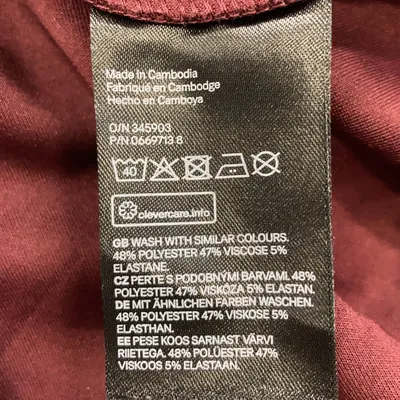 Made in Cambodia
Fabriqué en Cambodge
Hecho en Camboya
O/N 345903
P/N 0669713 8
40
clevercare.info
GB WASH WITH SIMILAR COLOURS.
48% POLYESTER 47% VISCOSE 5%
ELASTANE.
CZ PERTE S PODOBNÝMI BARVAMI. 48%
POLYESTER 47% VISKÓZA 5% ELASTAN.
DE MIT ÄHNLICHEN FARBEN WASCHEN.
48% POLYESTER 47% VISKOSE 5%
ELASTHAN.
EE PESE KOOS SARNAST VÄRVI
RIIETEGA. 48% POLÜESTER 47%
VISKOOS 5% ELASTAAN.